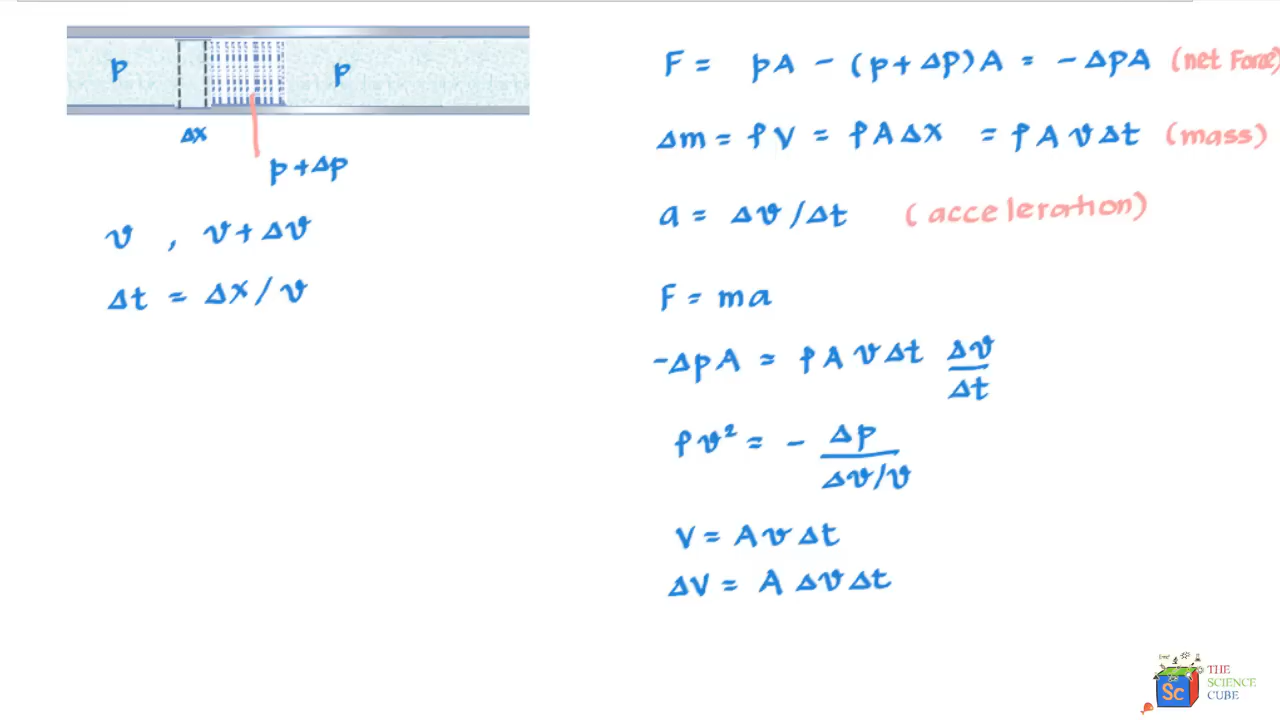 p p
Δx
p + Δp
v , v + Δv
Δt = Δx / v
F = pA - (p + Δp) A = - ΔpA (net Force)
Δm = ρV = ρAΔx = ρAvΔt (mass)
a = Δv / Δt (acceleration)
F = ma
-ΔpA = ρAvΔt Δv/Δt
ρv² = - Δp/(Δv/v)
V = AvΔt
ΔV = AΔvΔt
Sc
THE
SCIENCE
CUBE